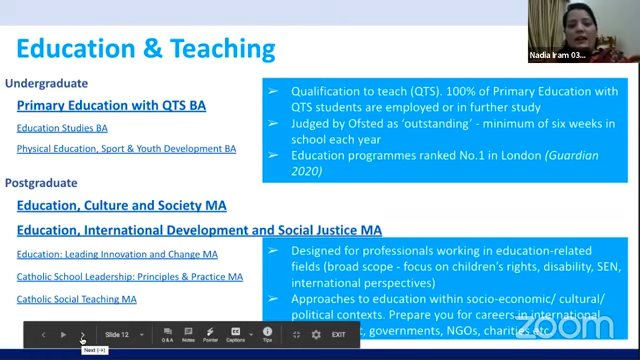 Education & Teaching
Nadia Iram 03...
Undergraduate
Primary Education with QTS BA
Education Studies BA
Physical Education, Sport & Youth Development BA
➢ Qualification to teach (QTS). 100% of Primary Education with
QTS students are employed or in further study
➢ Judged by Ofsted as 'outstanding' - minimum of six weeks in
school each year
➢ Education programmes ranked No.1 in London (Guardian
2020)
Postgraduate
Education, Culture and Society MA
Education, International Development and Social Justice MA
Education: Leading Innovation and Change MA
Catholic School Leadership: Principles & Practice MA
Catholic Social Teaching MA
➢ Designed for professionals working in education-related
fields (broad scope - focus on children's rights, disability, SEN,
international perspectives)
➢ Approaches to education within socio-economic/ cultural/
political contexts. Prepare you for careers in international
governments, NGOs, charities etc
Slide 12
Q & A
Notes
Pointer
Captions
Tips
EXIT
Next (→)
zoom